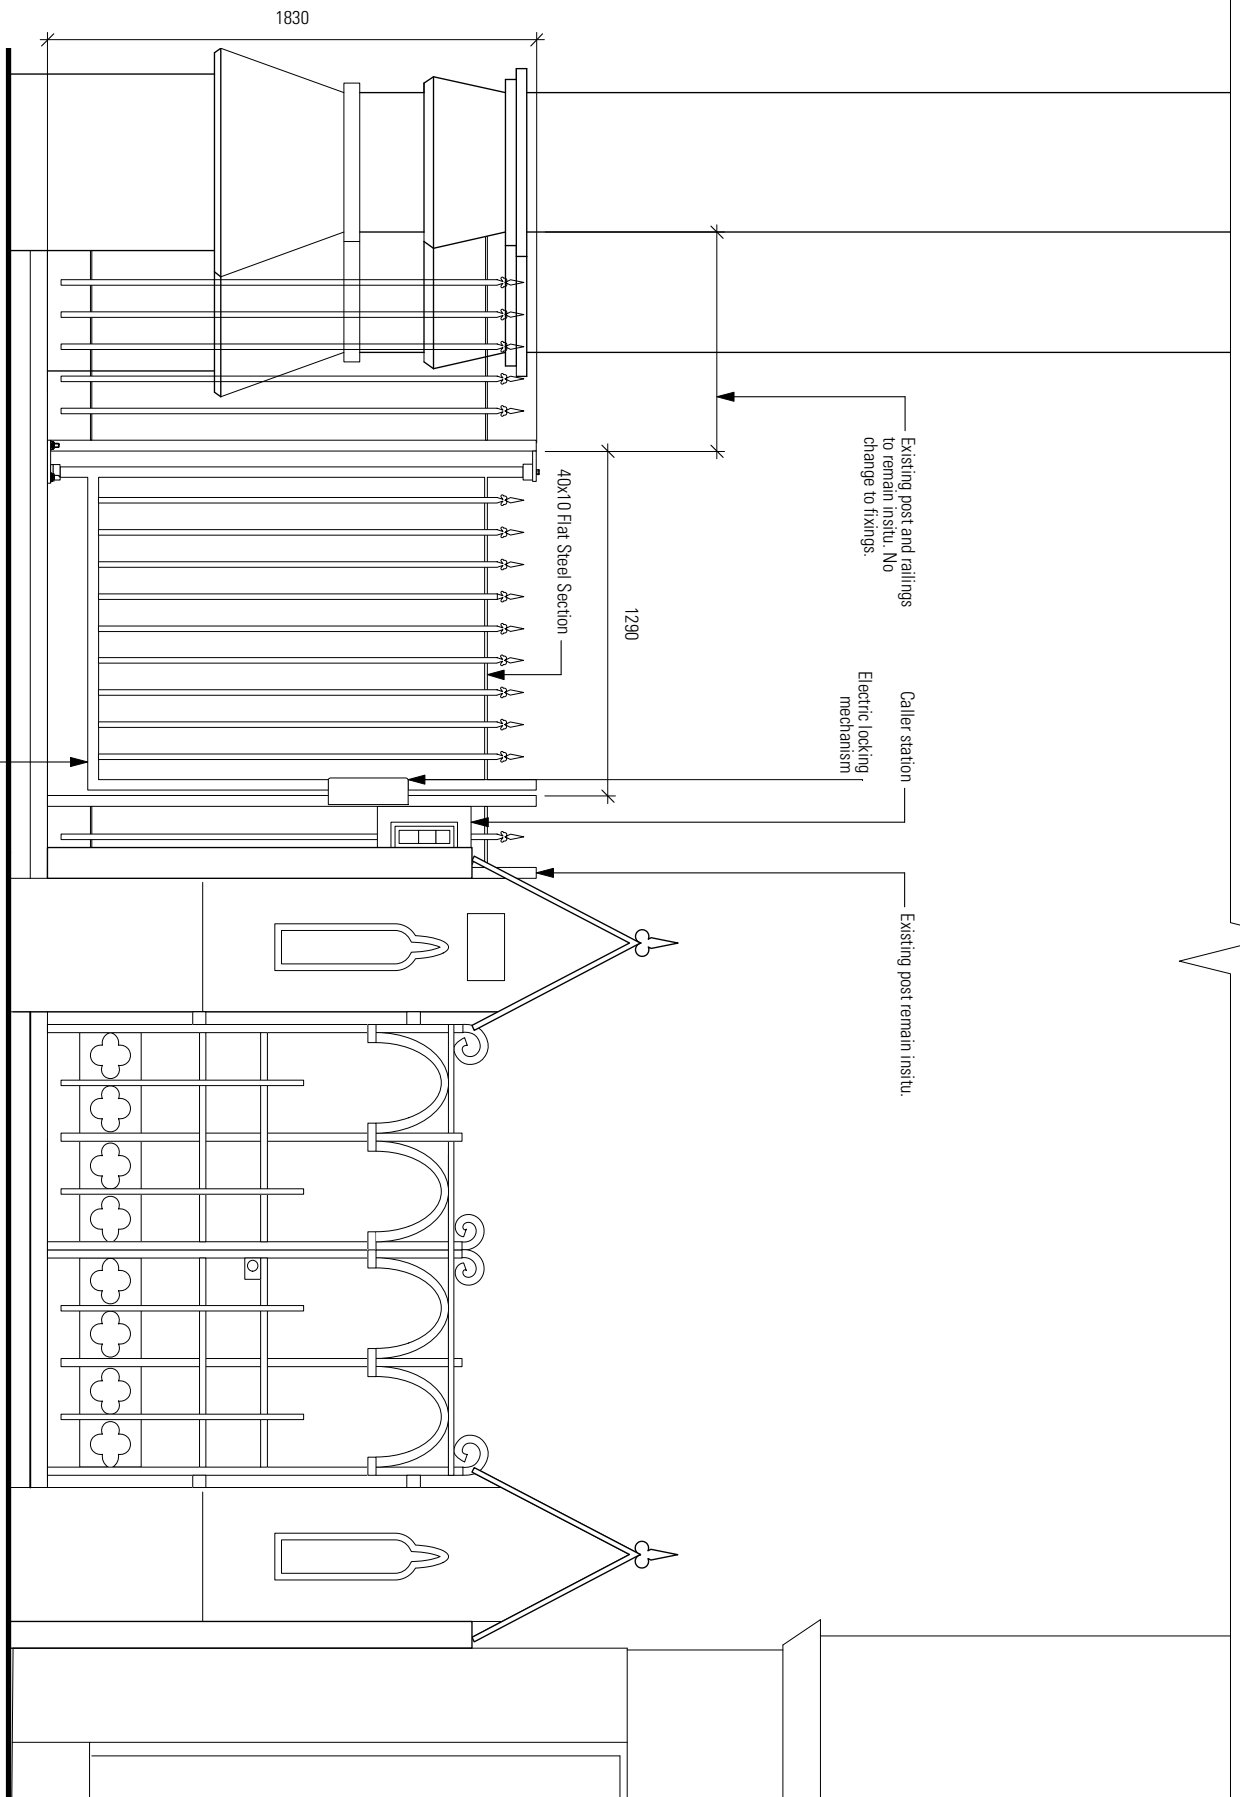 1830
Existing post and railings
to remain insitu. No
change to fixings.
40x10 Flat Steel Section
1290
Electric locking
mechanism
Caller station
Existing post remain insitu.